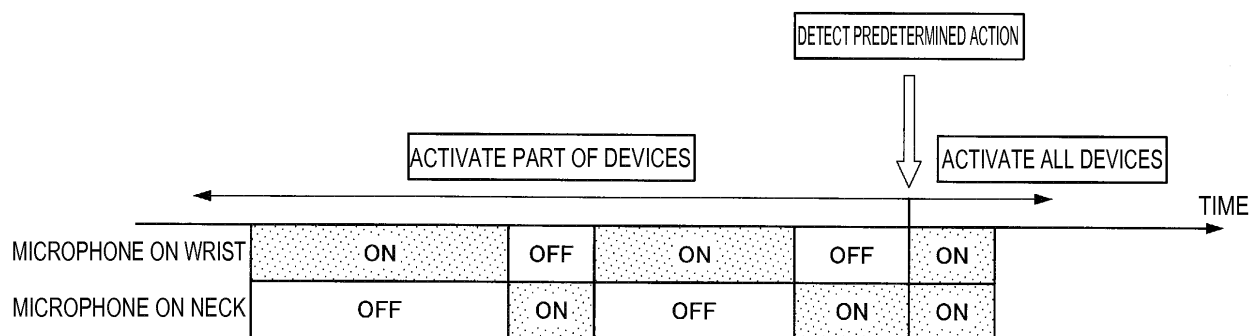 DETECT PREDETERMINED ACTION
ACTIVATE PART OF DEVICES
ACTIVATE ALL DEVICES
TIME
MICROPHONE ON WRIST ON OFF ON OFF ON
MICROPHONE ON NECK OFF ON OFF ON ON